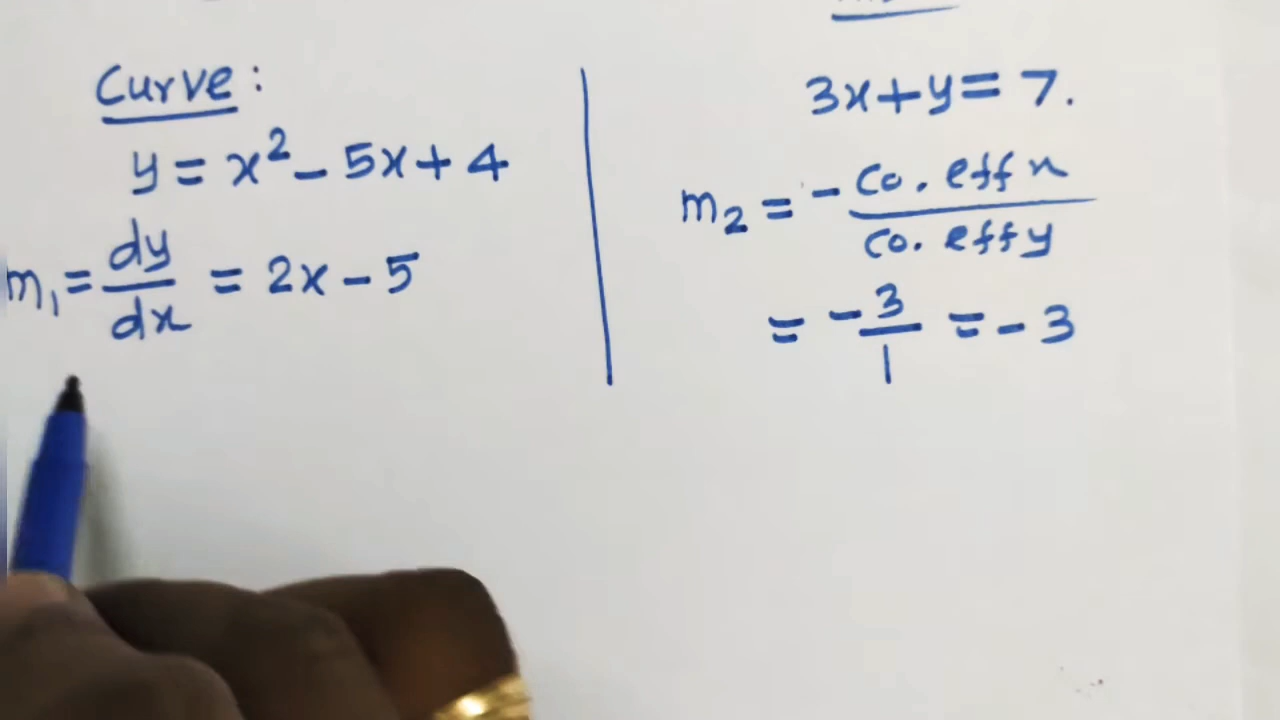 Curve:
y = x² - 5x + 4
m₁ = dy/dx = 2x - 5
3x + y = 7.
m₂ = - co. eff x / co. eff y
= - 3/1 = - 3